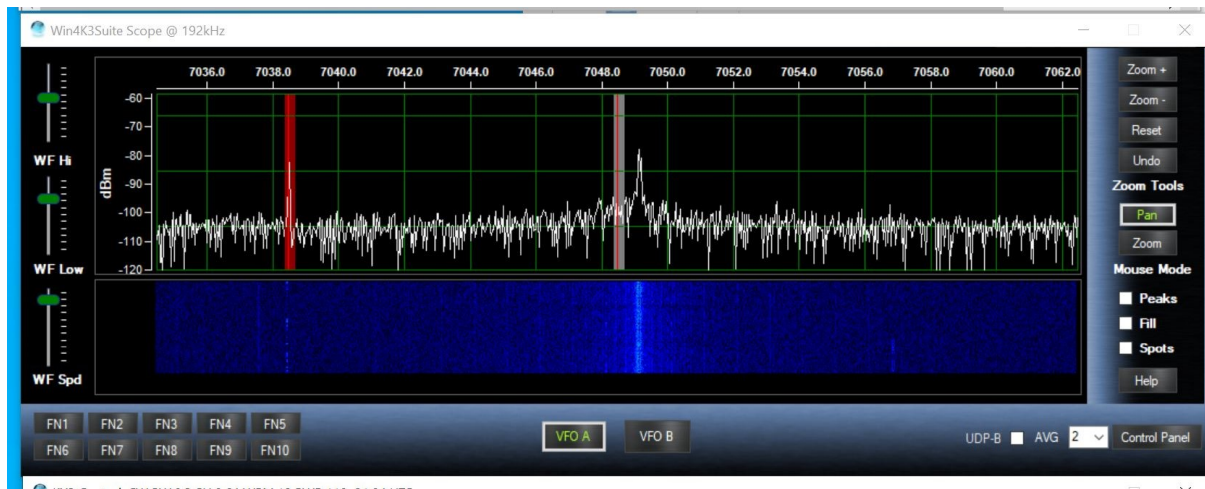 Win4K3Suite Scope @ 192kHz
7036.0 7038.0 7040.0 7042.0 7044.0 7046.0 7048.0 7050.0 7052.0 7054.0 7056.0 7058.0 7060.0 7062.0
Zoom +
-60
Zoom -
-70
Reset
-80
WF Hi
Undo
dBm
-90
Zoom Tools
-100
Pan
-110
Zoom
WF Low
-120
Mouse Mode
Peaks
Fill
Spots
WF Spd
Help
FN1 FN2 FN3 FN4 FN5
VFO A VFO B
UDP-B AVG 2 Control Panel
FN6 FN7 FN8 FN9 FN10